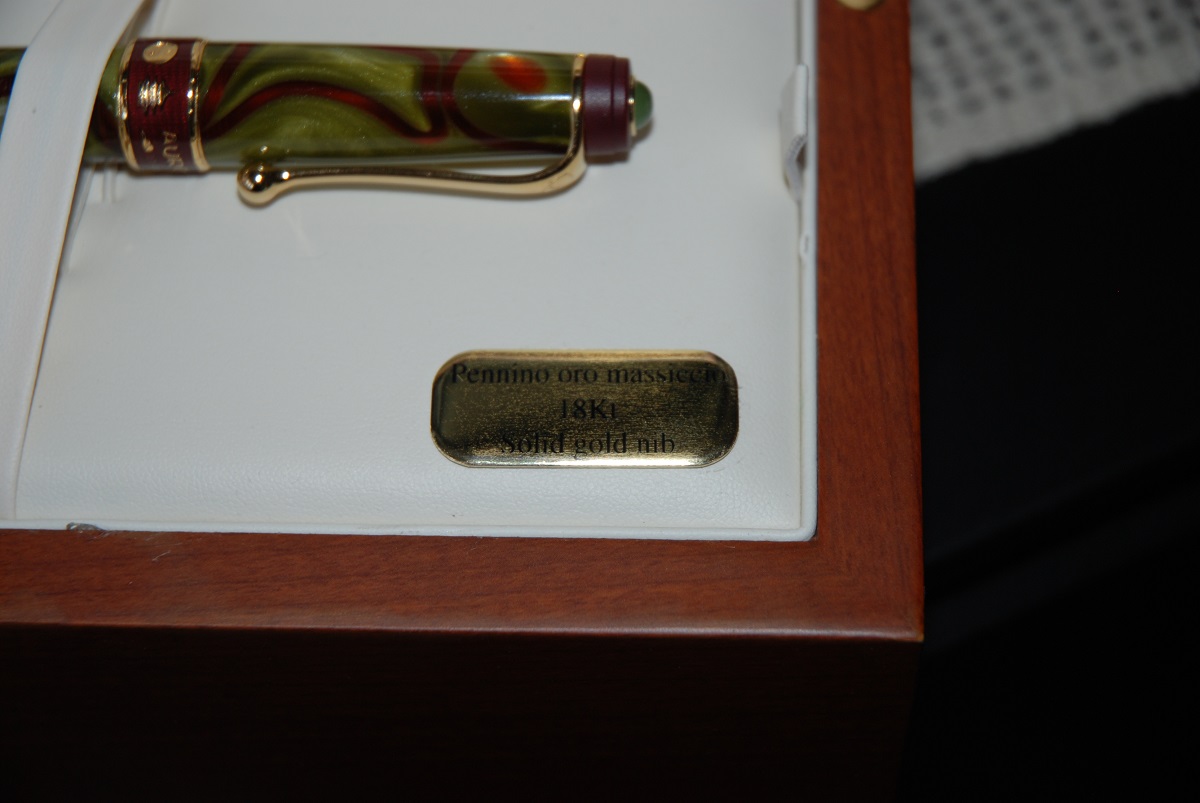 Pennino oro massiccio
18Kt
Solid gold nib